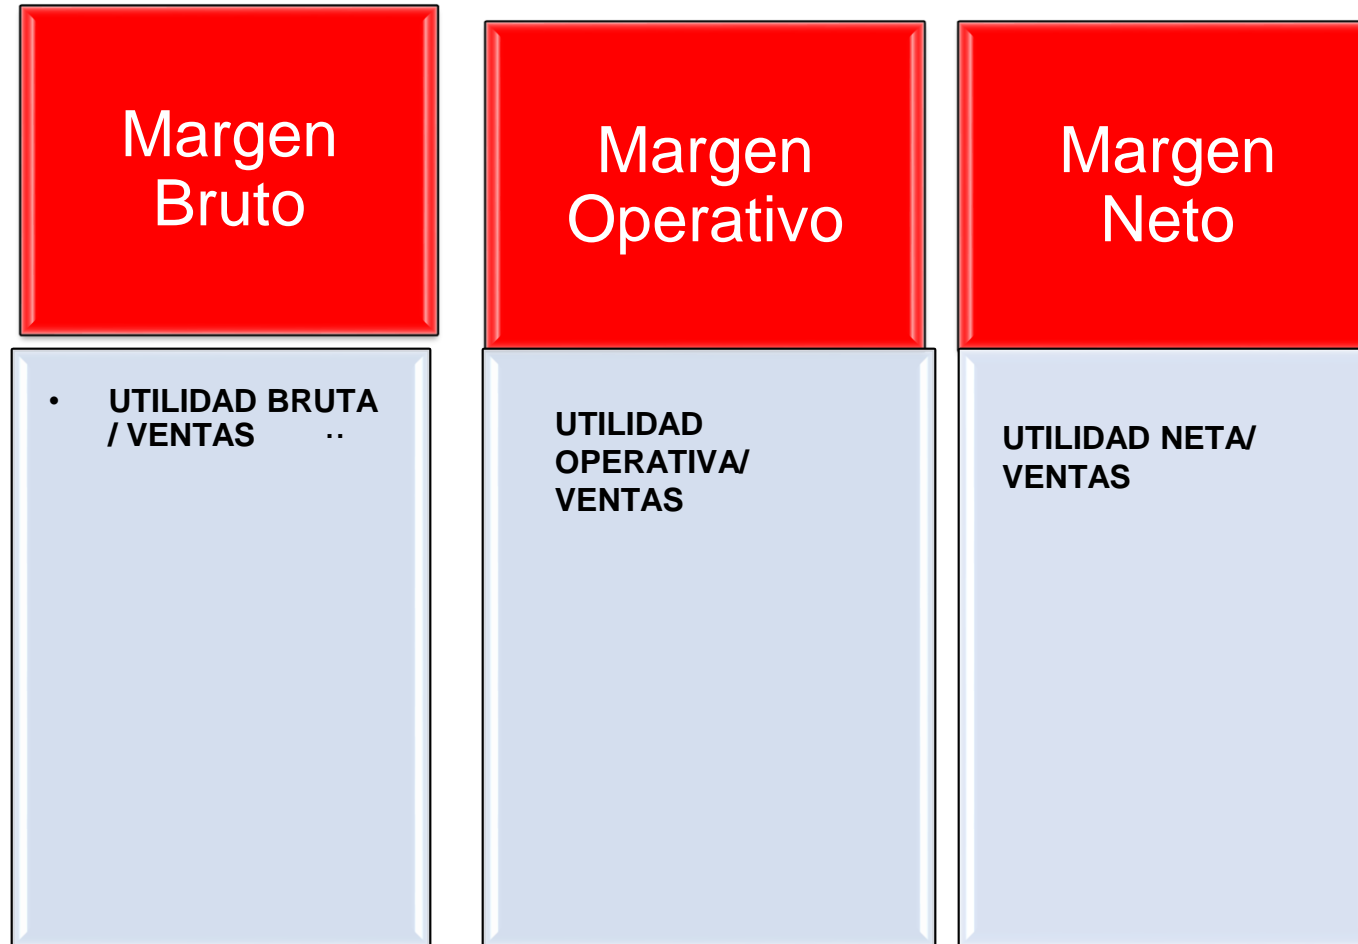 Margen
Bruto
• UTILIDAD BRUTA
/ VENTAS ..
Margen
Operativo
UTILIDAD
OPERATIVA/
VENTAS
Margen
Neto
UTILIDAD NETA/
VENTAS